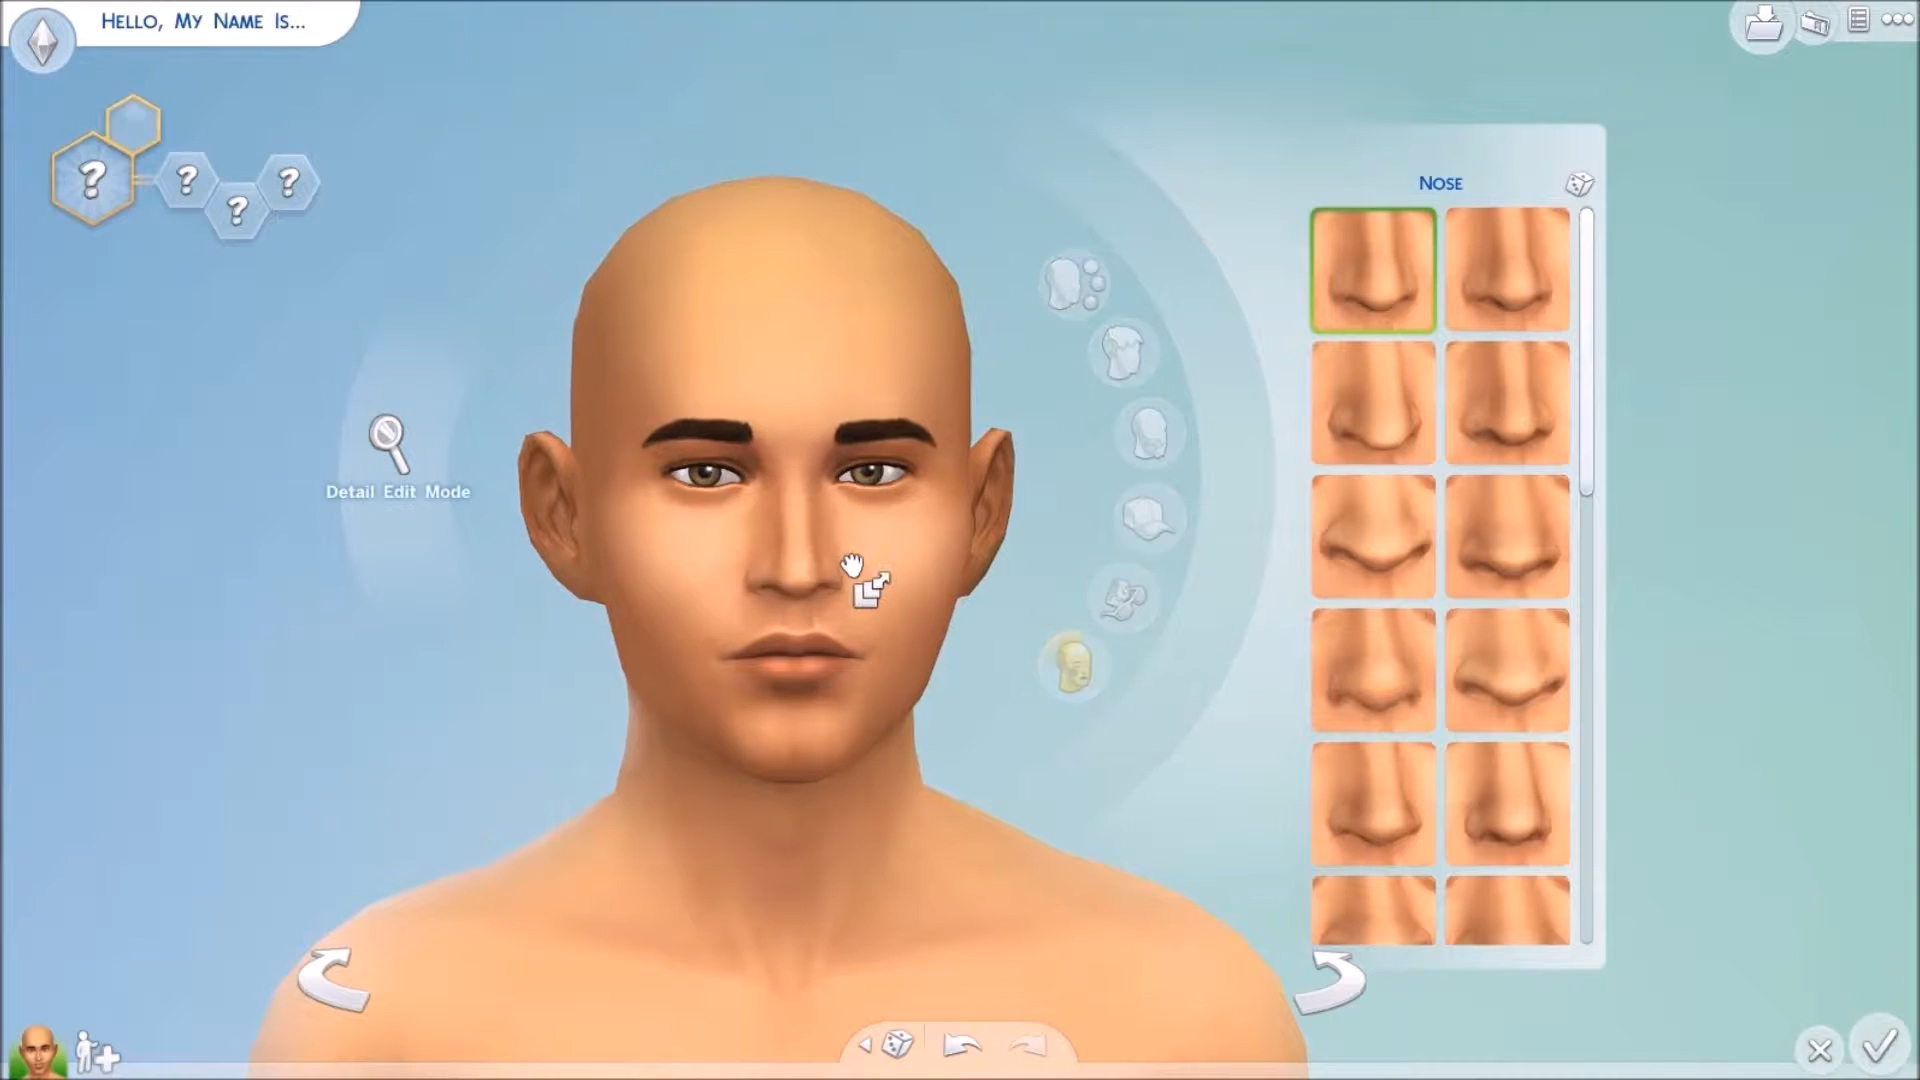 HELLO, MY NAME IS...
? ? ? ?
NOSE
Detail Edit Mode